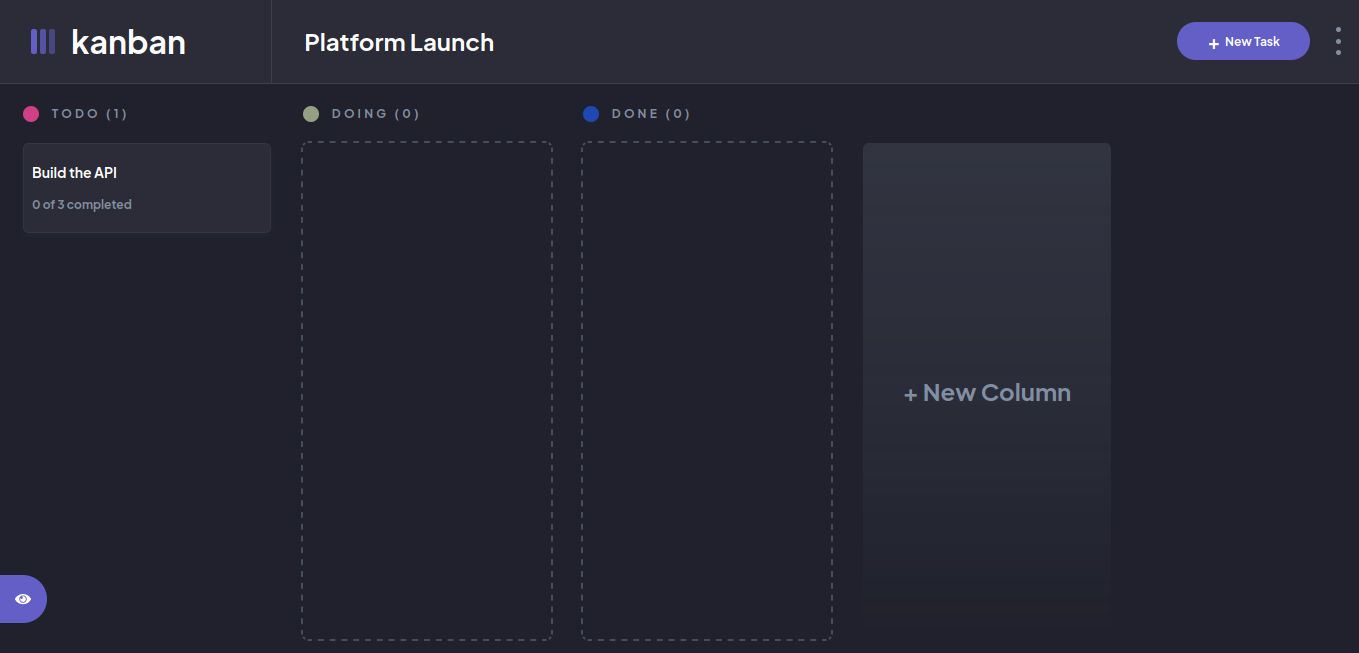 kanban
Platform Launch
+ New Task
TODO (1)
DOING (0)
DONE (0)
Build the API
0 of 3 completed
+ New Column